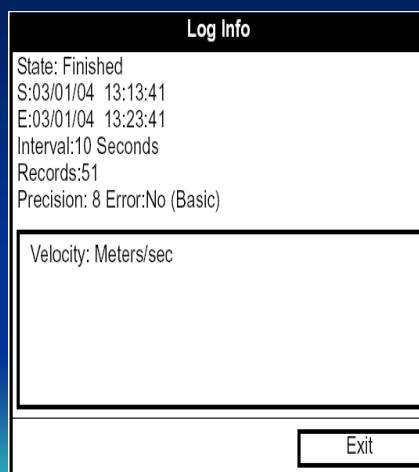 Log Info
State: Finished
S:03/01/04 13:13:41
E:03/01/04 13:23:41
Interval:10 Seconds
Records:51
Precision: 8 Error:No (Basic)
Velocity: Meters/sec
Exit